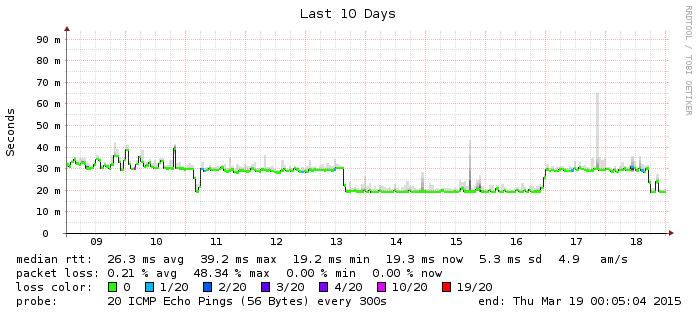 Last 10 Days
RRDTOOL / TOBI OETIKER
Seconds
90 m
80 m
70 m
60 m
50 m
40 m
30 m
20 m
10 m
0
09 10 11 12 13 14 15 16 17 18
median rtt: 26.3 ms avg 39.2 ms max 19.2 ms min 19.3 ms now 5.3 ms sd 4.9 am/s
packet loss: 0.21 % avg 48.34 % max 0.00 % min 0.00 % now
loss color: 0 1/20 2/20 3/20 4/20 10/20 19/20
probe: 20 ICMP Echo Pings (56 Bytes) every 300s end: Thu Mar 19 00:05:04 2015